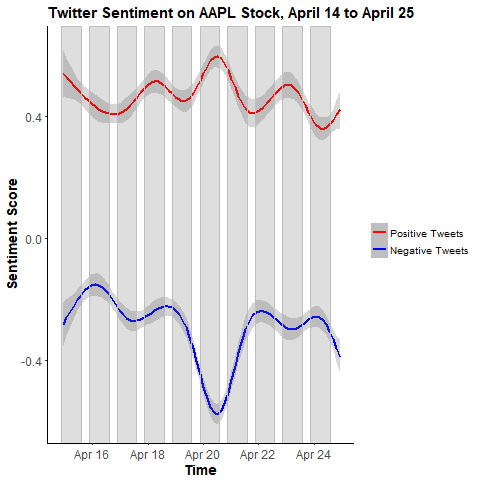 Twitter Sentiment on AAPL Stock, April 14 to April 25
Sentiment Score
0.4
0.0
-0.4
Positive Tweets
Negative Tweets
Apr 16 Apr 18 Apr 20 Apr 22 Apr 24
Time